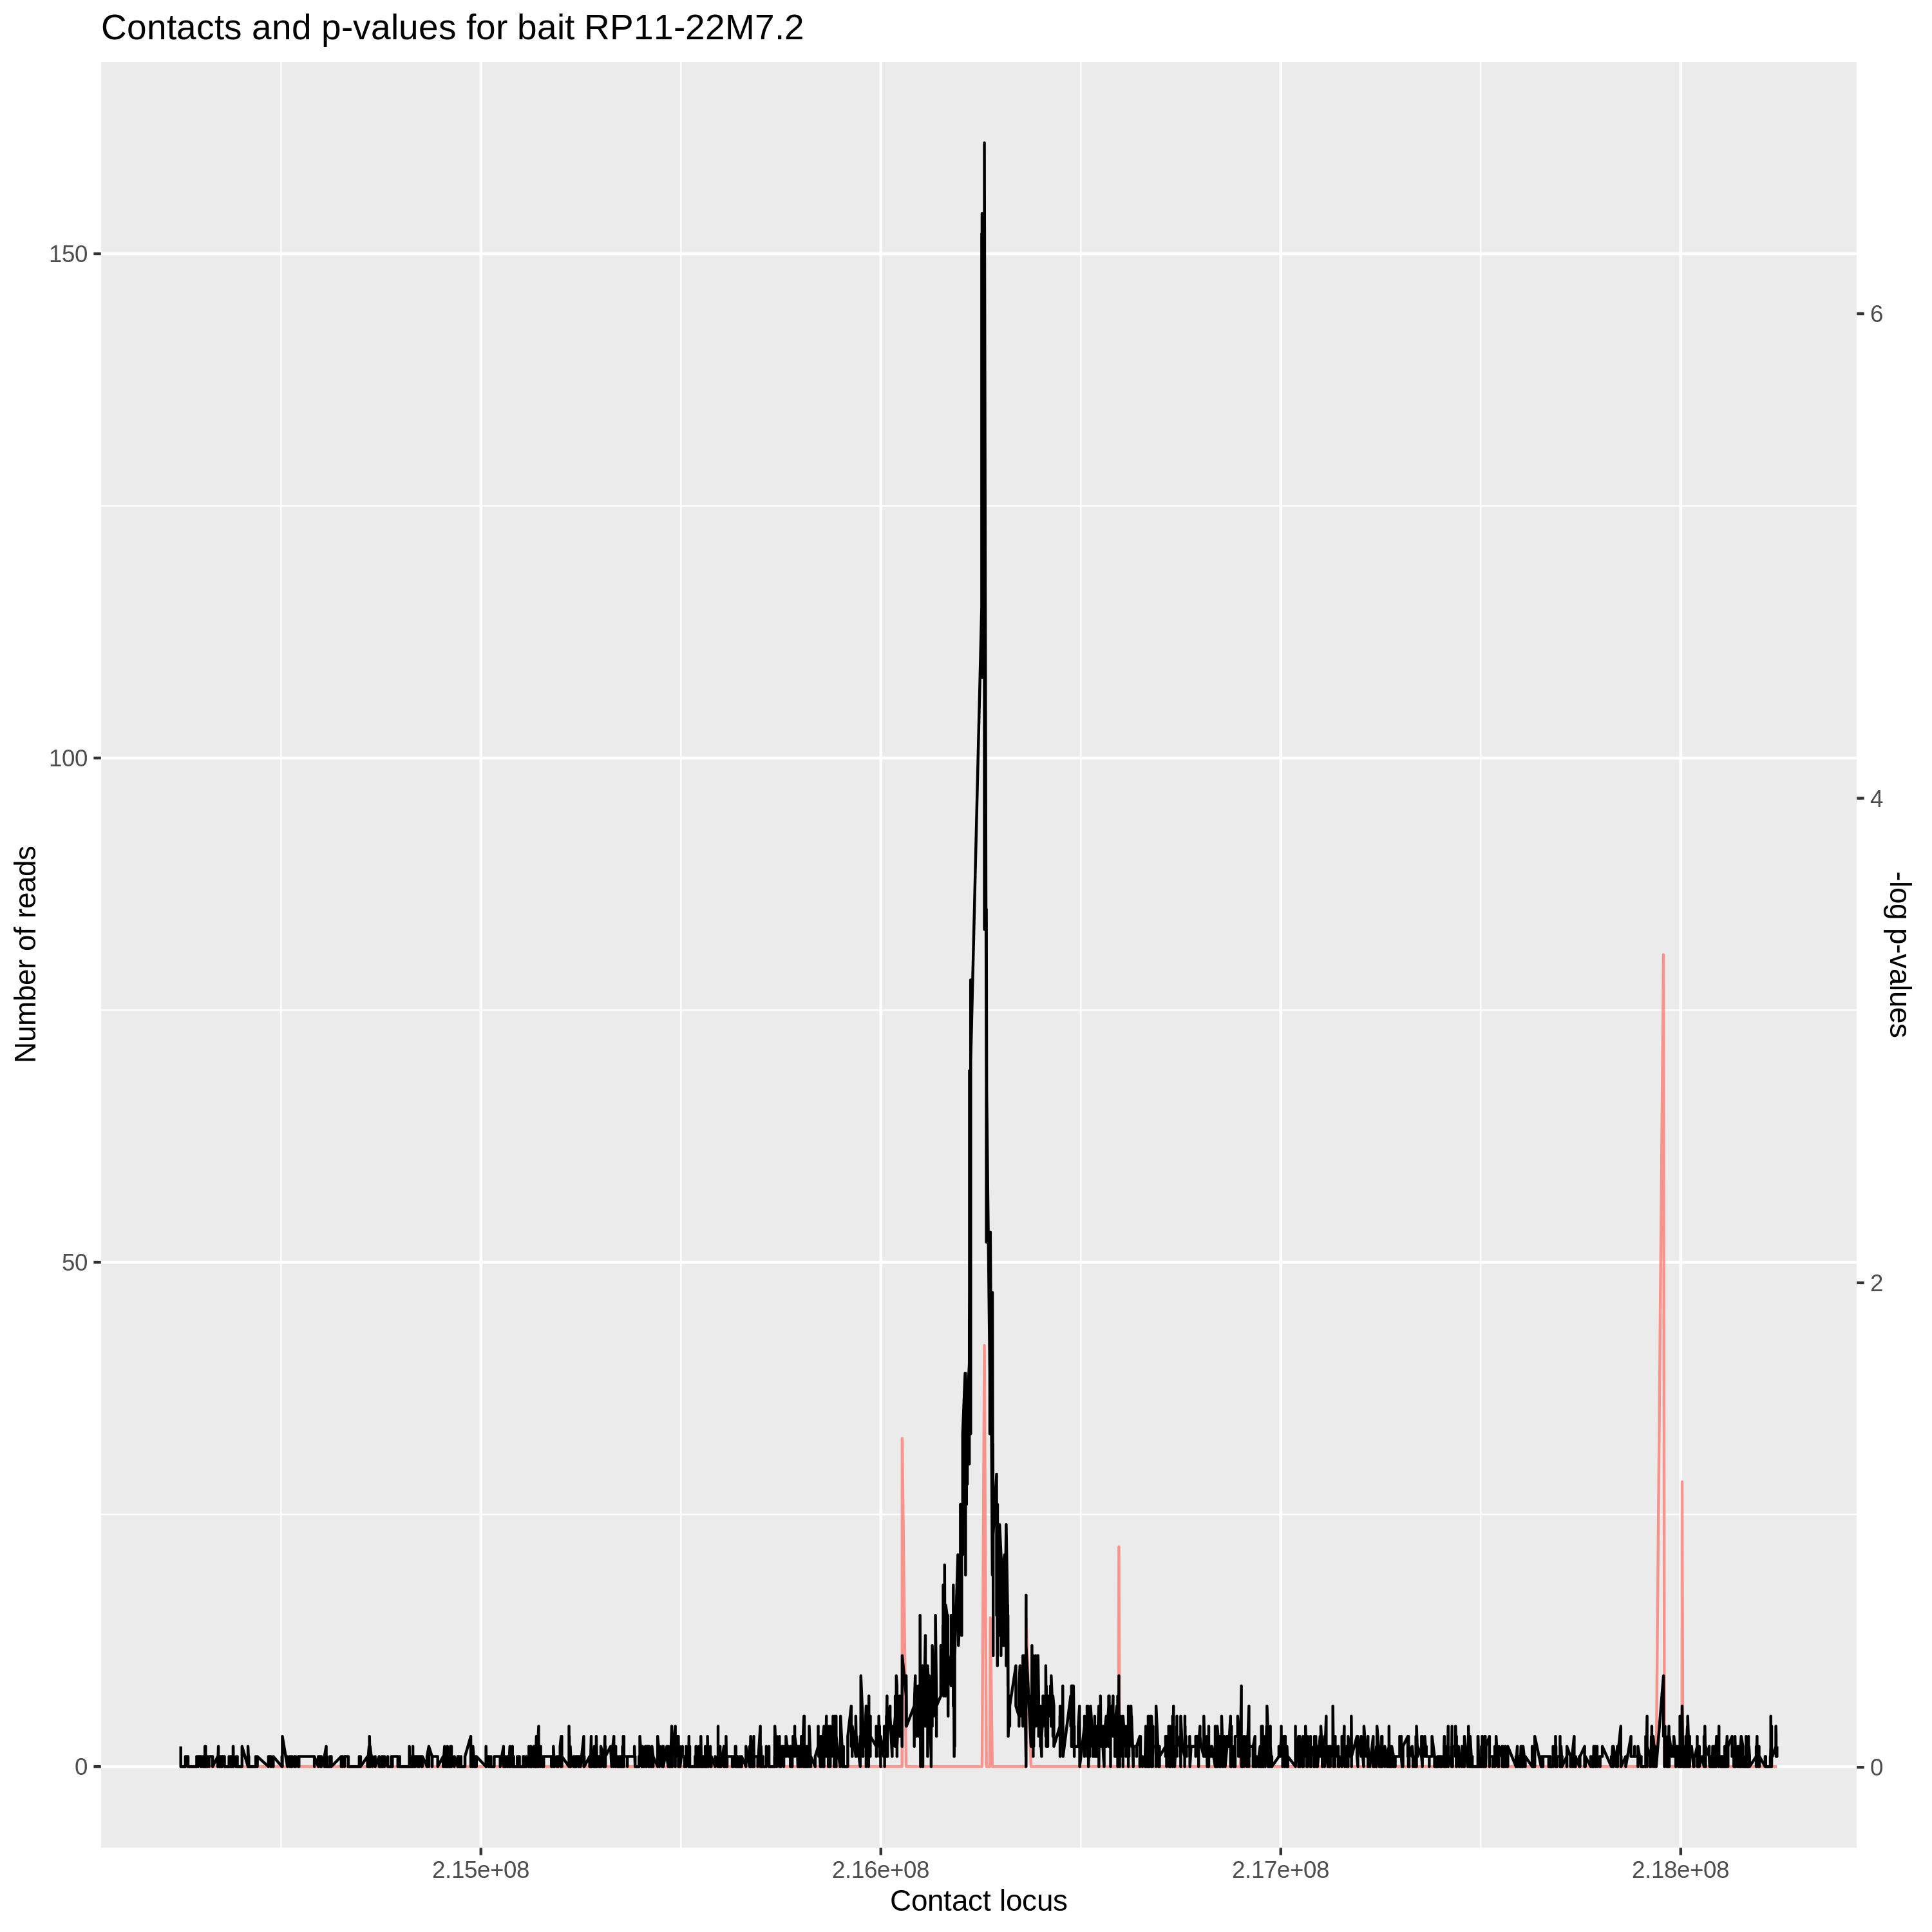 Contacts and p-values for bait RP11-22M7.2
150
100
50
0
Number of reads
6
4
2
0
-log p-values
2.15e+08
2.16e+08
2.17e+08
2.18e+08
Contact locus